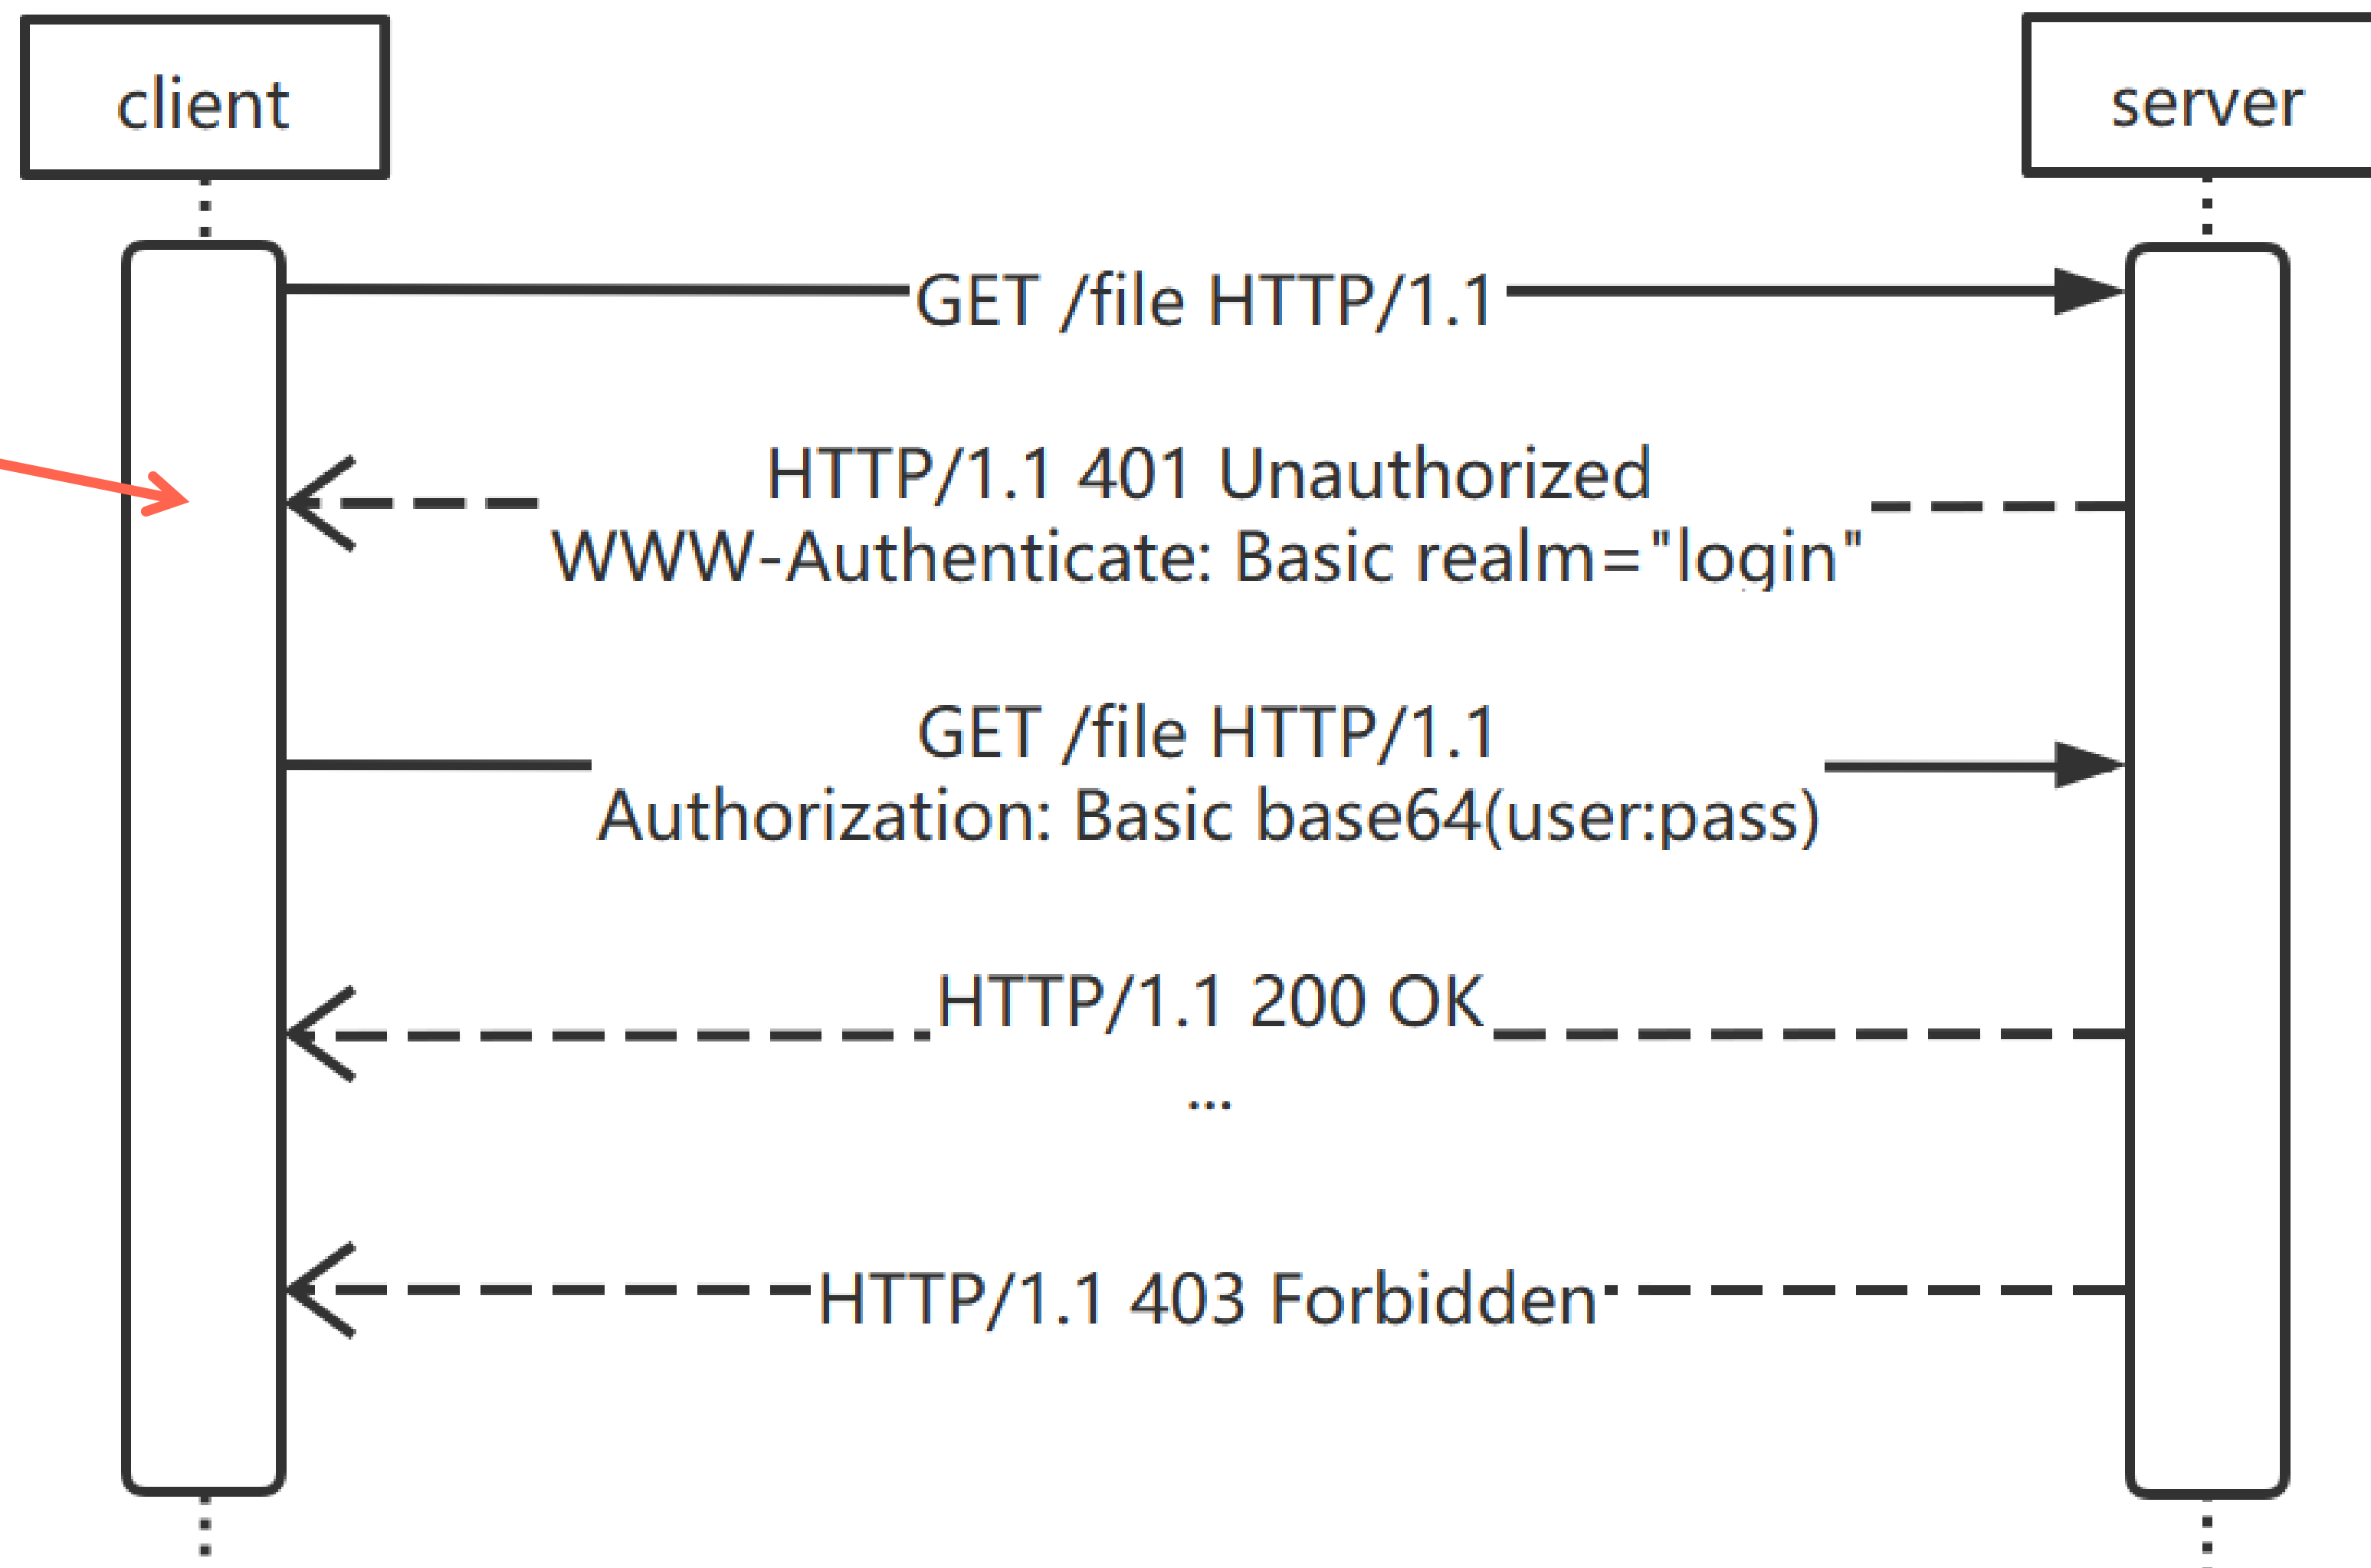 client
server
GET /file HTTP/1.1
HTTP/1.1 401 Unauthorized
WWW-Authenticate: Basic realm="login"
GET /file HTTP/1.1
Authorization: Basic base64(user:pass)
HTTP/1.1 200 OK
...
HTTP/1.1 403 Forbidden